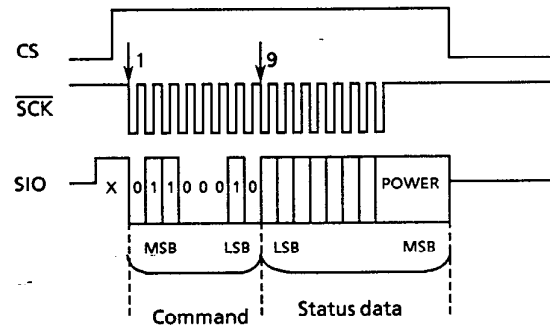 CS
1 9
SCK
SIO X 0 1 1 0 0 0 1 0 POWER
MSB LSB LSB MSB
Command Status data